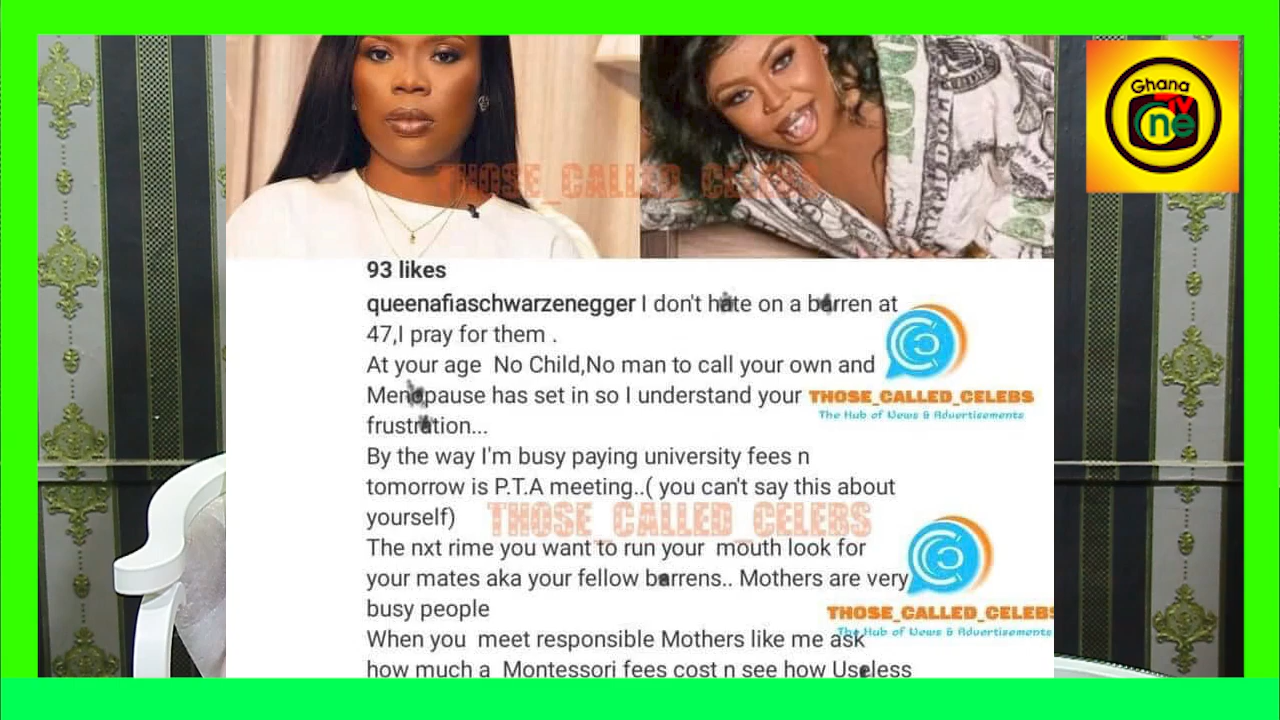 Ghana
TV
One
THOSE_CALLED_CELEBS
93 likes
queenafiaschwarzenegger I don't hate on a barren at
47,I pray for them .
At your age No Child,No man to call your own and
Menopause has set in so I understand your
frustration...
THOSE_CALLED_CELEBS
The Hub of News & Advertisements
By the way I'm busy paying university fees n
tomorrow is P.T.A meeting..( you can't say this about
yourself)
THOSE_CALLED_CELEBS
The nxt rime you want to run your mouth look for
your mates aka your fellow barrens.. Mothers are very
busy people
THOSE_CALLED_CELEBS
The Hub of News & Advertisements
When you meet responsible Mothers like me ask
how much a Montessori fees cost n see how Useless